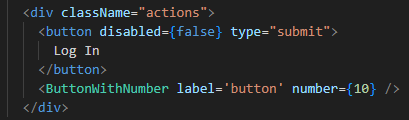 <div className="actions">
<button disabled={false} type="submit">
Log In
</button>
<ButtonWithNumber label='button' number={10} />
</div>